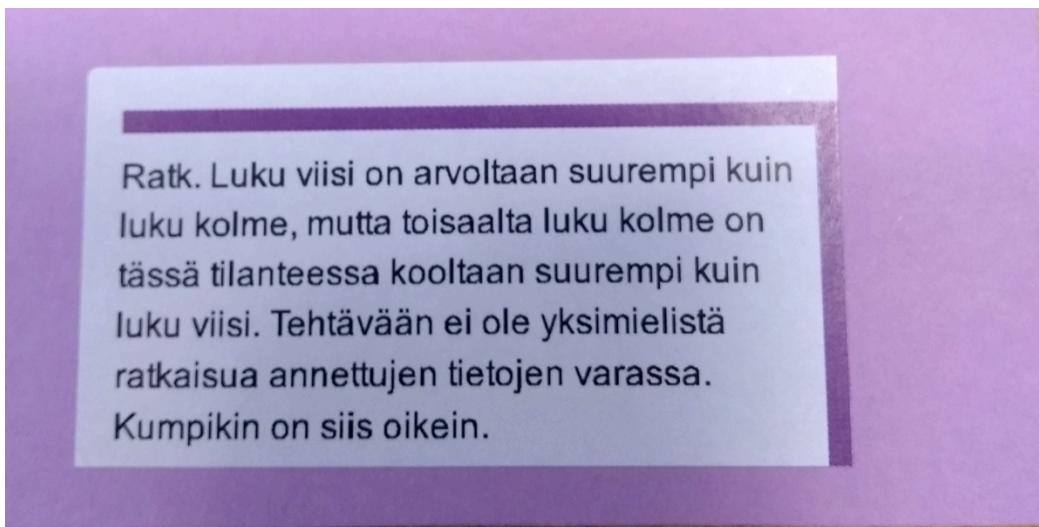 Ratk. Luku viisi on arvoltaan suurempi kuin
luku kolme, mutta toisaalta luku kolme on
tässä tilanteessa kooltaan suurempi kuin
luku viisi. Tehtävään ei ole yksimielistä
ratkaisua annettujen tietojen varassa.
Kumpikin on siis oikein.